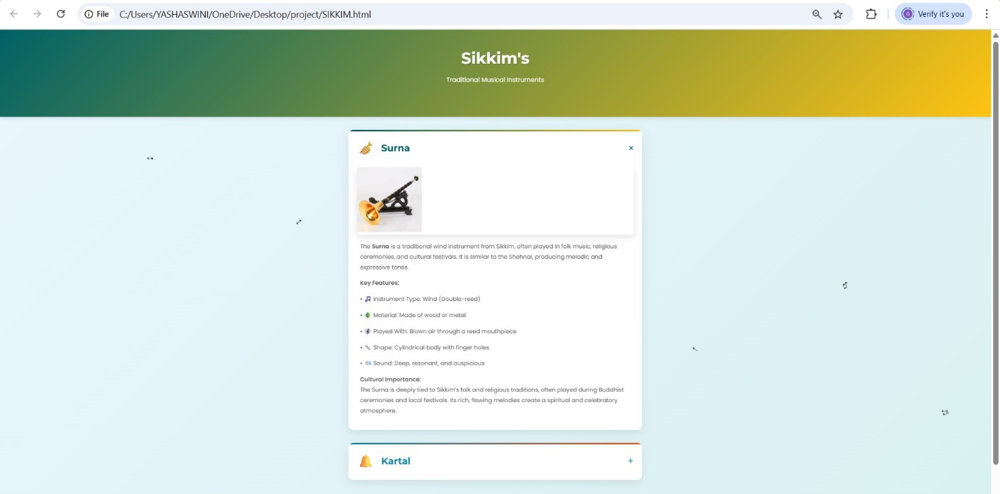 File
C:/Users/YASHASWINI/OneDrive/Desktop/project/SIKKIM.html
G
Verify it's you
Sikkim's
Traditional Musical Instruments
Surna
×
The Surna is a traditional wind instrument from Sikkim, often played in folk music, religious
ceremonies, and cultural festivals. It is similar to the Shehnai, producing melodic and
expressive tones.
Key Features:
• 🎵 Instrument Type: Wind (Double-reed)
• Material: Made of wood or metal
• Played With: Blown air through a reed mouthpiece
• Shape: Cylindrical body with finger holes
• Sound: Deep, resonant, and auspicious
Cultural Importance:
The Surna is deeply tied to Sikkim's folk and religious traditions, often played during Buddhist
ceremonies and local festivals. Its rich, flowing melodies create a spiritual and celebratory
atmosphere.
Kartal
+